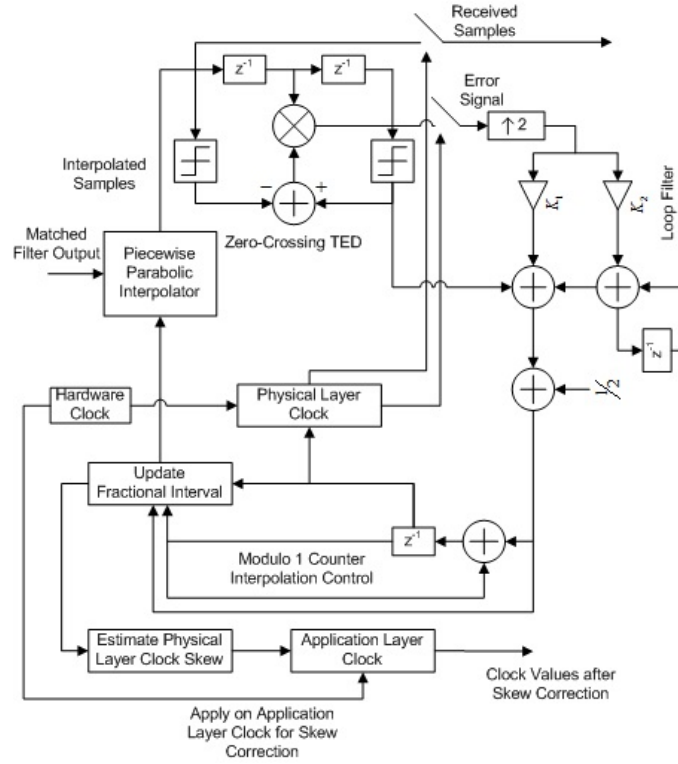 Received
Samples
z⁻¹
z⁻¹
Error
Signal
↑ 2
Interpolated
Samples
−
+
K₁
K₂
Loop Filter
Zero-Crossing TED
Matched
Filter Output
Piecewise
Parabolic
Interpolator
z⁻¹
Hardware
Clock
Physical Layer
Clock
1/2
Update
Fractional Interval
z⁻¹
Modulo 1 Counter
Interpolation Control
Estimate Physical
Layer Clock Skew
Application Layer
Clock
Clock Values after
Skew Correction
Apply on Application
Layer Clock for Skew
Correction